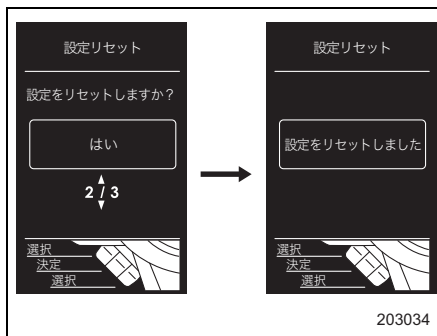 設定リセット
設定をリセットしますか？
はい
2/3
選択
決定
選択
設定リセット
設定をリセットしました
選択
決定
選択
203034